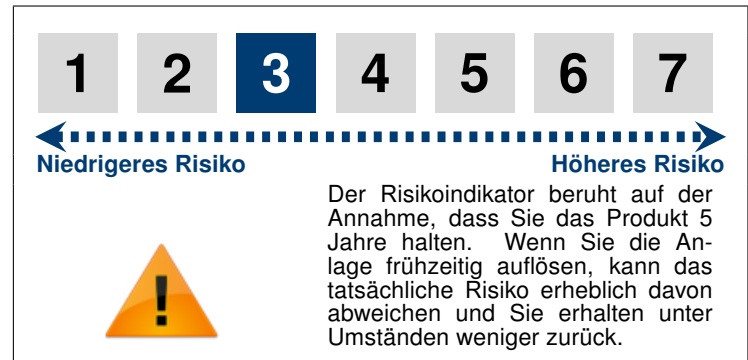 1 2 3 4 5 6 7
Niedrigeres Risiko Höheres Risiko
Der Risikoindikator beruht auf der
Annahme, dass Sie das Produkt 5
Jahre halten. Wenn Sie die An-
lage frühzeitig auflösen, kann das
tatsächliche Risiko erheblich davon
abweichen und Sie erhalten unter
Umständen weniger zurück.
!